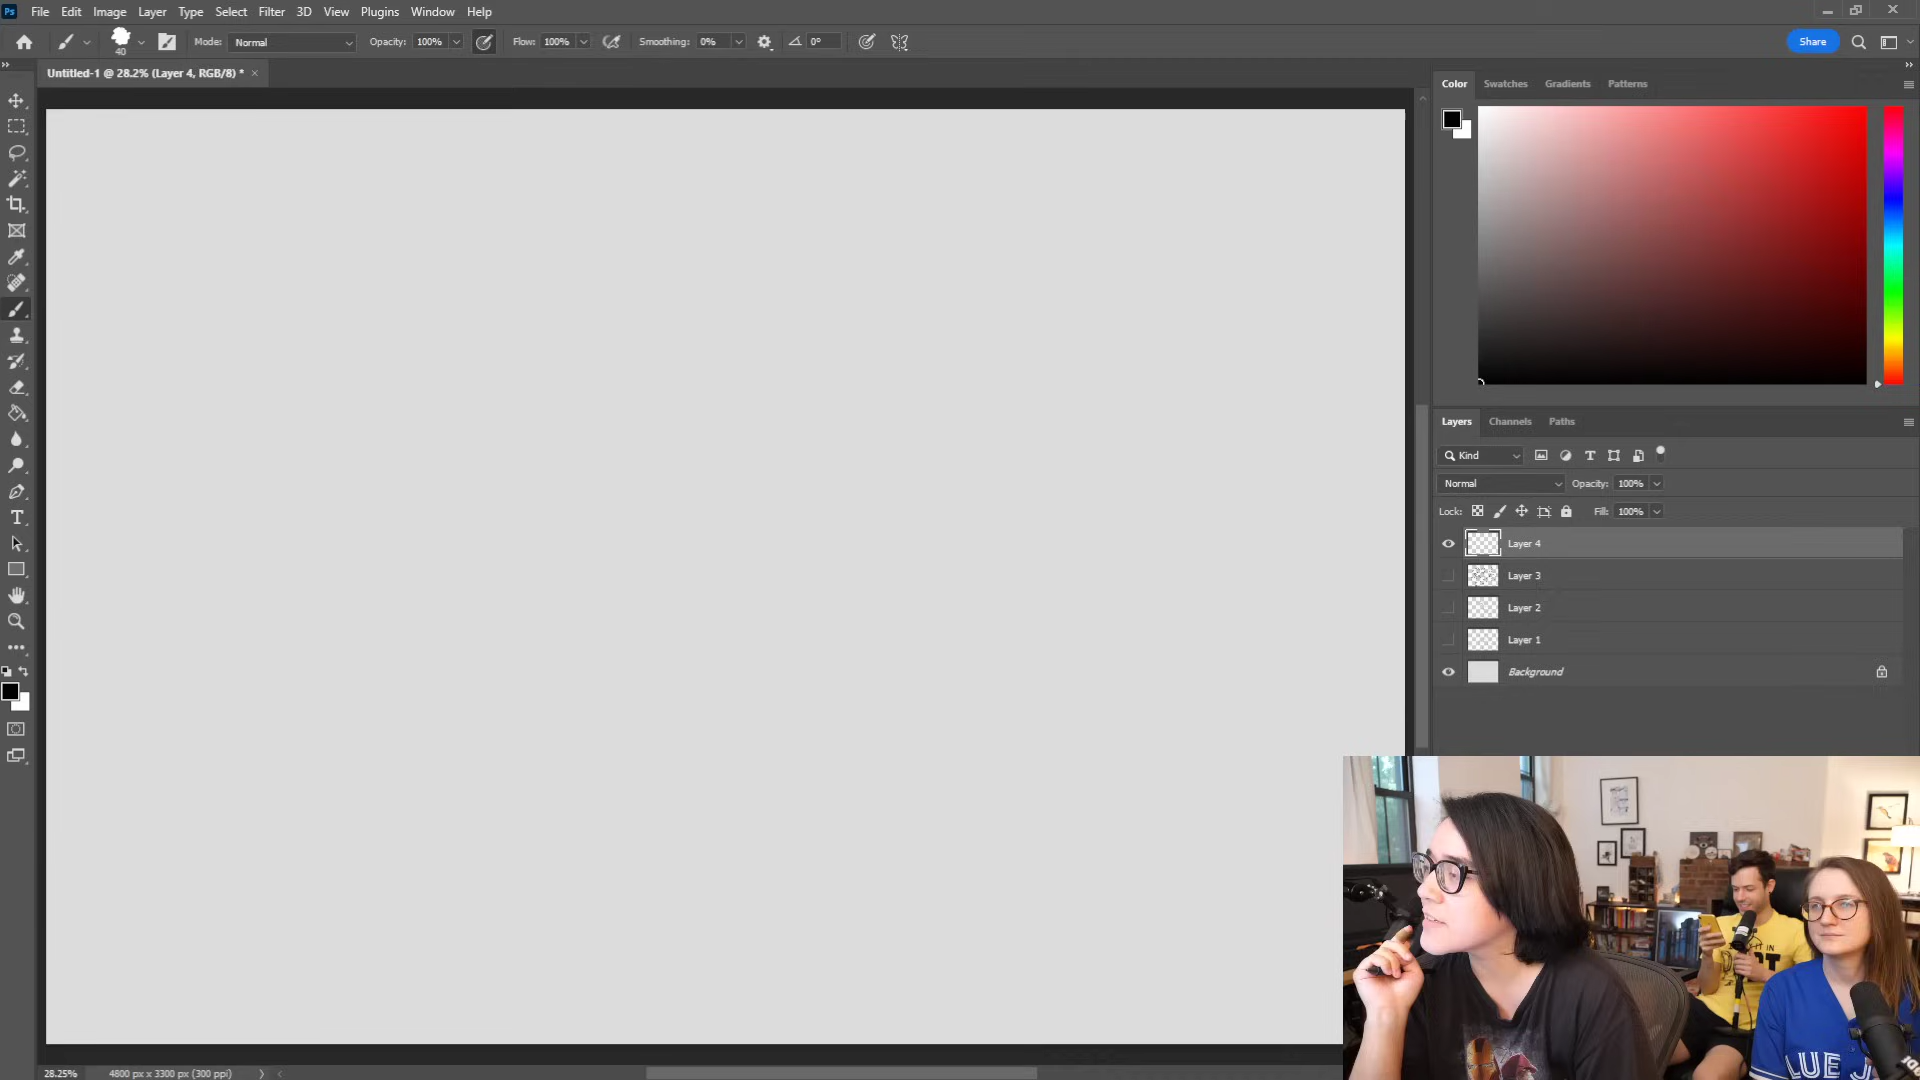 Ps File Edit Image Layer Type Select Filter 3D View Plugins Window Help
40 Mode: Normal Opacity: 100% Flow: 100% Smoothing: 0% 0° Share
Untitled-1 @ 28.2% (Layer 4, RGB/8) *
Color Swatches Gradients Patterns
Layers Channels Paths
Kind
Normal Opacity: 100%
Lock: Fill: 100%
Layer 4
Layer 3
Layer 2
Layer 1
Background
28.25% 4800 px x 3300 px (300 ppi)